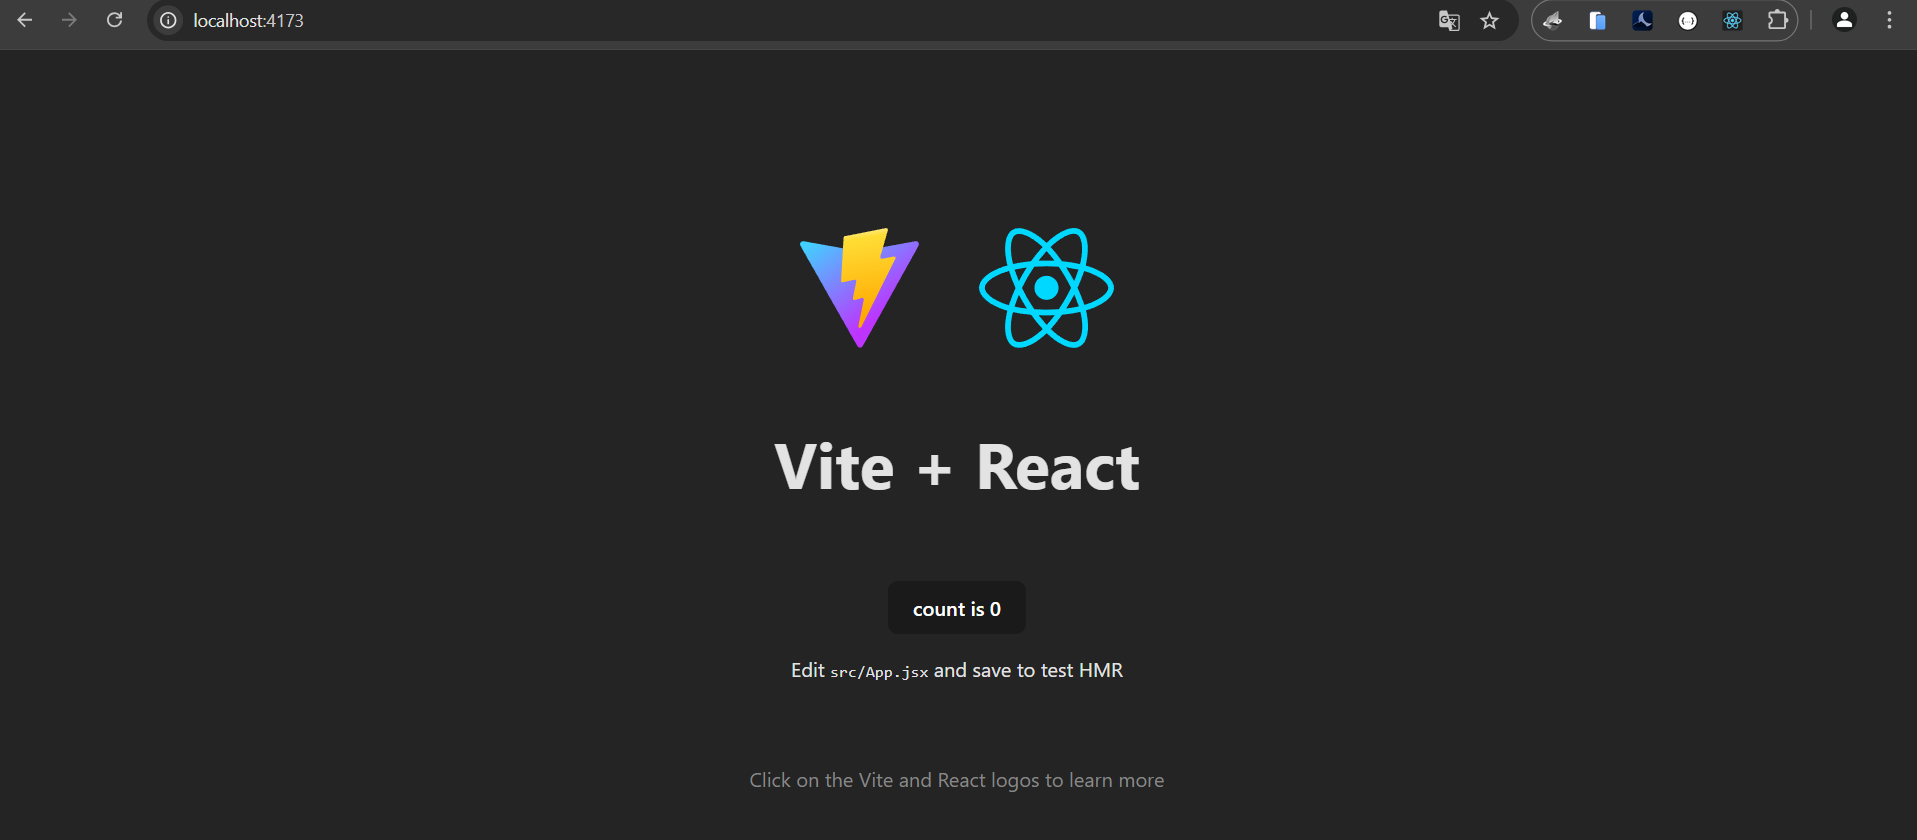 localhost:4173
Vite + React
count is 0
Edit src/App.jsx and save to test HMR
Click on the Vite and React logos to learn more